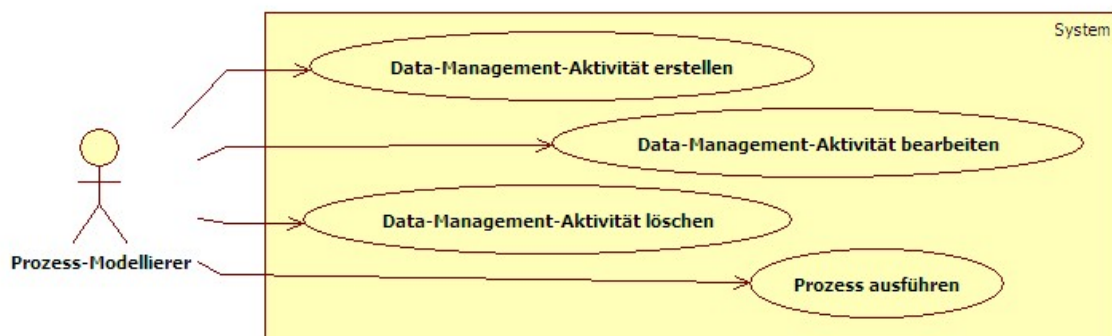 System
Data-Management-Aktivität erstellen
Data-Management-Aktivität bearbeiten
Data-Management-Aktivität löschen
Prozess-Modellierer
Prozess ausführen